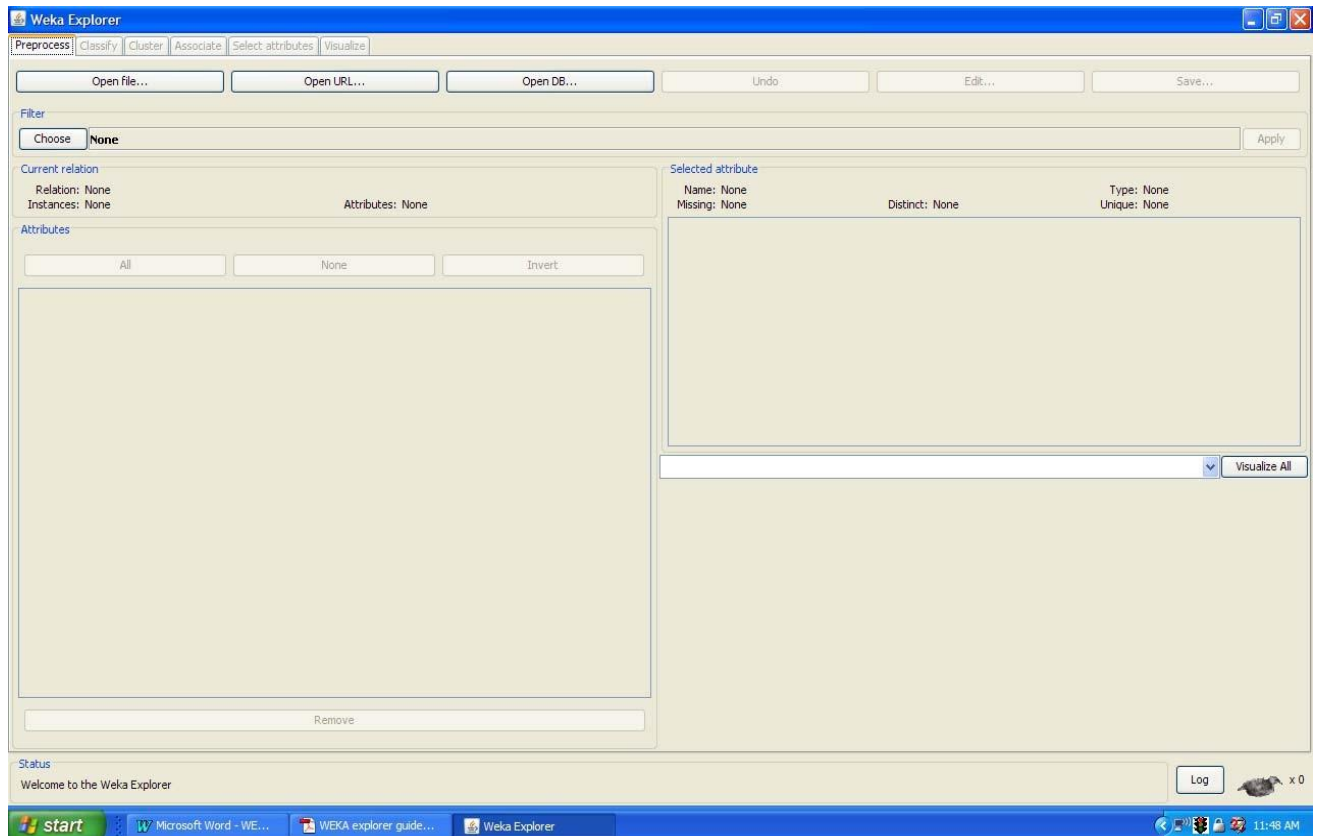 Weka Explorer
Preprocess Classify Cluster Associate Select attributes Visualize
Open file... Open URL... Open DB... Undo Edit... Save...
Filter
Choose None Apply
Current relation
Relation: None
Instances: None Attributes: None
Selected attribute
Name: None Type: None
Missing: None Distinct: None Unique: None
Attributes
All None Invert
Visualize All
Remove
Status
Welcome to the Weka Explorer
Log x 0
start Microsoft Word - WE... WEKA explorer guide... Weka Explorer 11:48 AM